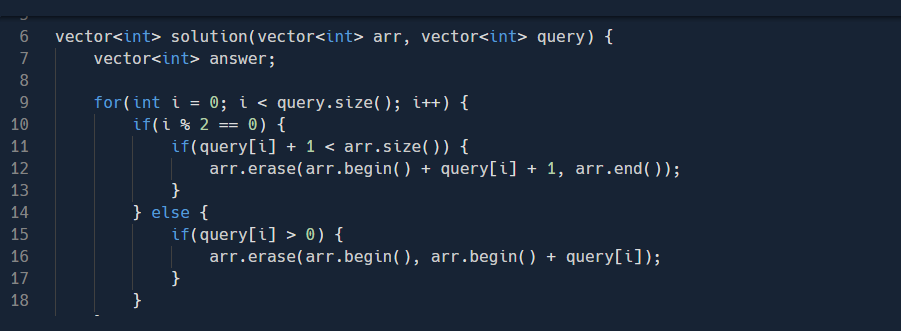 6 vector<int> solution(vector<int> arr, vector<int> query) {
7     vector<int> answer;
8
9     for(int i = 0; i < query.size(); i++) {
10         if(i % 2 == 0) {
11             if(query[i] + 1 < arr.size()) {
12                 arr.erase(arr.begin() + query[i] + 1, arr.end());
13             }
14         } else {
15             if(query[i] > 0) {
16                 arr.erase(arr.begin(), arr.begin() + query[i]);
17             }
18         }